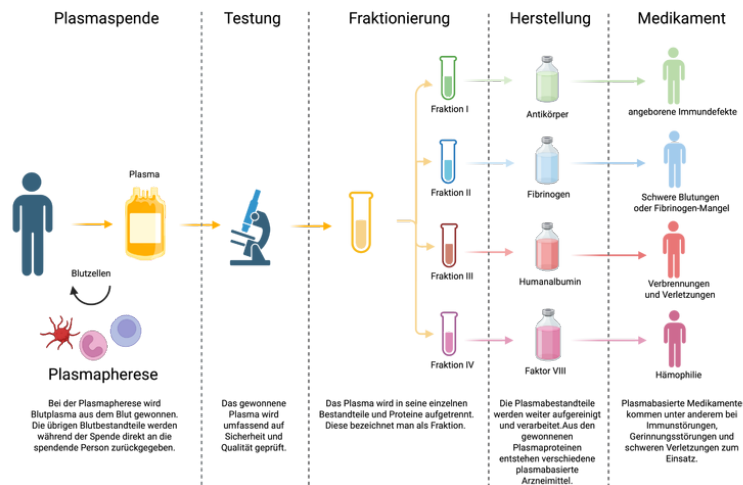 Plasmaspende
Testung
Fraktionierung
Herstellung
Medikament
Plasma
Blutzellen
Plasmapherese
Bei der Plasmapherese wird
Blutplasma aus dem Blut gewonnen.
Die übrigen Blutbestandteile werden
während der Spende direkt an die
spendende Person zurückgegeben.
Das gewonnene
Plasma wird
umfassend auf
Sicherheit und
Qualität geprüft.
Fraktion I
Fraktion II
Fraktion III
Fraktion IV
Das Plasma wird in seine einzelnen
Bestandteile und Proteine aufgetrennt.
Diese bezeichnet man als Fraktion.
Antikörper
Fibrinogen
Humanalbumin
Faktor VIII
Die Plasmabestandteile
werden weiter aufgereinigt
und verarbeitet.Aus den
gewonnenen
Plasmaproteinen
entstehen verschiedene
plasmabasierte
Arzneimittel.
angeborene Immundefekte
Schwere Blutungen
oder Fibrinogen-Mangel
Verbrennungen
und Verletzungen
Hämophilie
Plasmabasierte Medikamente
kommen unter anderem bei
Immunstörungen,
Gerinnungsstörungen und
schweren Verletzungen zum
Einsatz.